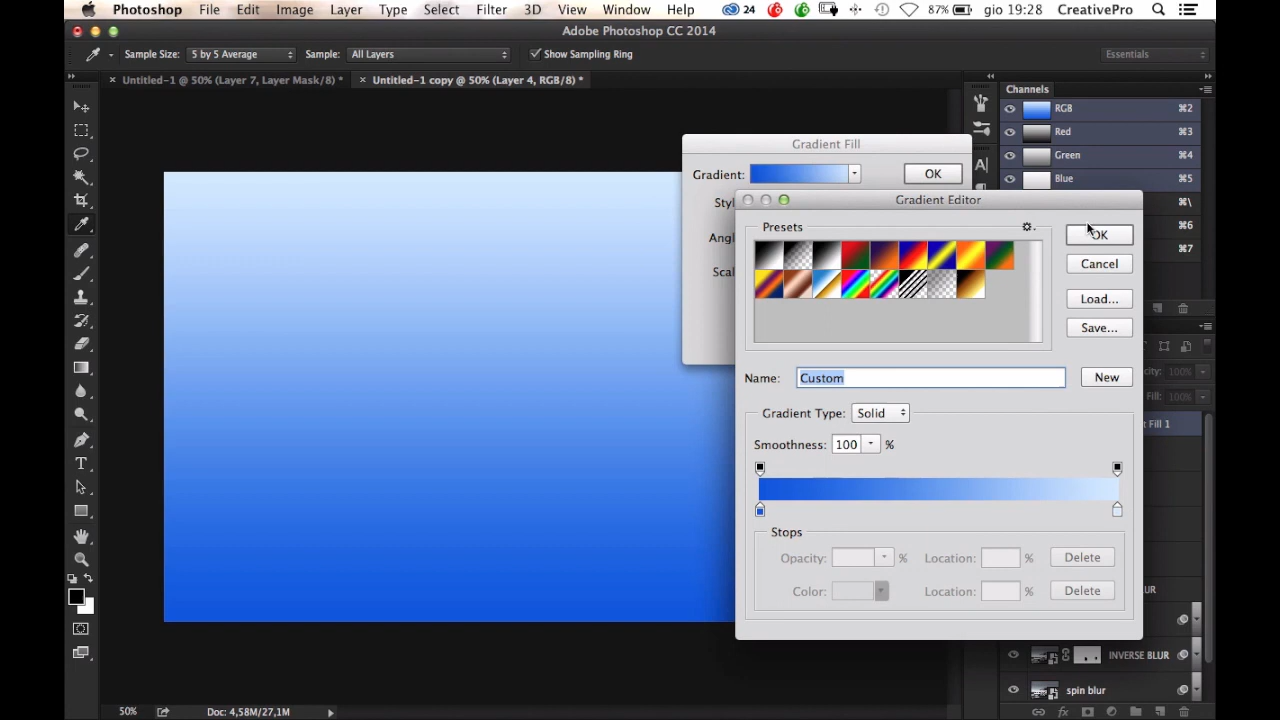 Photoshop File Edit Image Layer Type Select Filter 3D View Window Help 24 87% gio 19:28 CreativePro
Adobe Photoshop CC 2014
Sample Size: 5 by 5 Average Sample: All Layers Show Sampling Ring Essentials
Untitled-1 @ 50% (Layer 7, Layer Mask/8) * Untitled-1 copy @ 50% (Layer 4, RGB/8) *
Channels
RGB ⌘2
Red ⌘3
Green ⌘4
Blue ⌘5
⌘\
⌘6
⌘7
Gradient Fill
Gradient: OK
Styl
Angl
Scal
Gradient Editor
Presets
OK
Cancel
Load...
Save...
Name: Custom New
Gradient Type: Solid
Smoothness: 100 %
Stops
Opacity: % Location: % Delete
Color: Location: % Delete
acity: 100%
Fill: 100%
t Fill 1
UR
INVERSE BLUR
spin blur
fx
50% Doc: 4,58M/27,1M